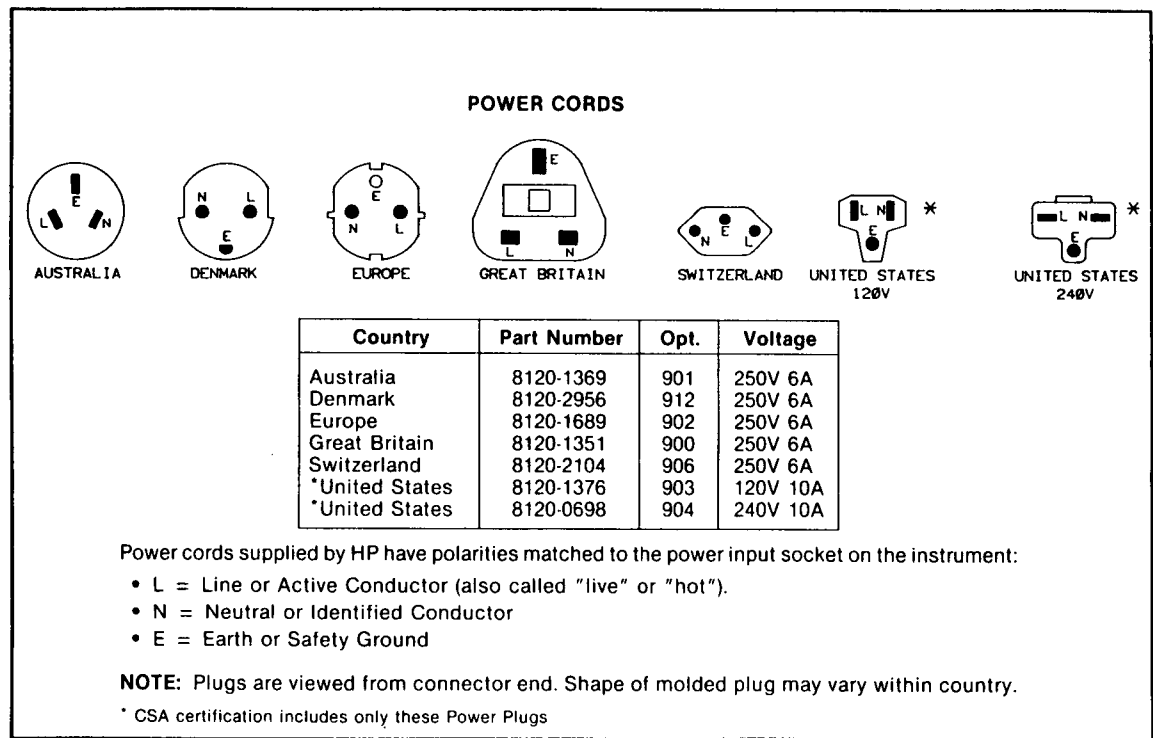 POWER CORDS
E
L
N
AUSTRALIA
N
L
E
DENMARK
E
N
L
EUROPE
E
L
N
GREAT BRITAIN
N
E
L
SWITZERLAND
L N
E
*
UNITED STATES
120V
L N
E
*
UNITED STATES
240V
Country Part Number Opt. Voltage
Australia 8120-1369 901 250V 6A
Denmark 8120-2956 912 250V 6A
Europe 8120-1689 902 250V 6A
Great Britain 8120-1351 900 250V 6A
Switzerland 8120-2104 906 250V 6A
*United States 8120-1376 903 120V 10A
*United States 8120-0698 904 240V 10A
Power cords supplied by HP have polarities matched to the power input socket on the instrument:
• L = Line or Active Conductor (also called "live" or "hot").
• N = Neutral or Identified Conductor
• E = Earth or Safety Ground
NOTE: Plugs are viewed from connector end. Shape of molded plug may vary within country.
* CSA certification includes only these Power Plugs